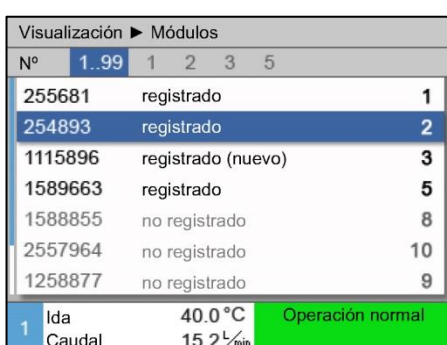 Visualización ► Módulos
Nº 1..99 1 2 3 5
255681 registrado 1
254893 registrado 2
1115896 registrado (nuevo) 3
1589663 registrado 5
1588855 no registrado 8
2557964 no registrado 10
1258877 no registrado 9
1 Ida 40.0 °C Operación normal
Caudal 15.2 L/min